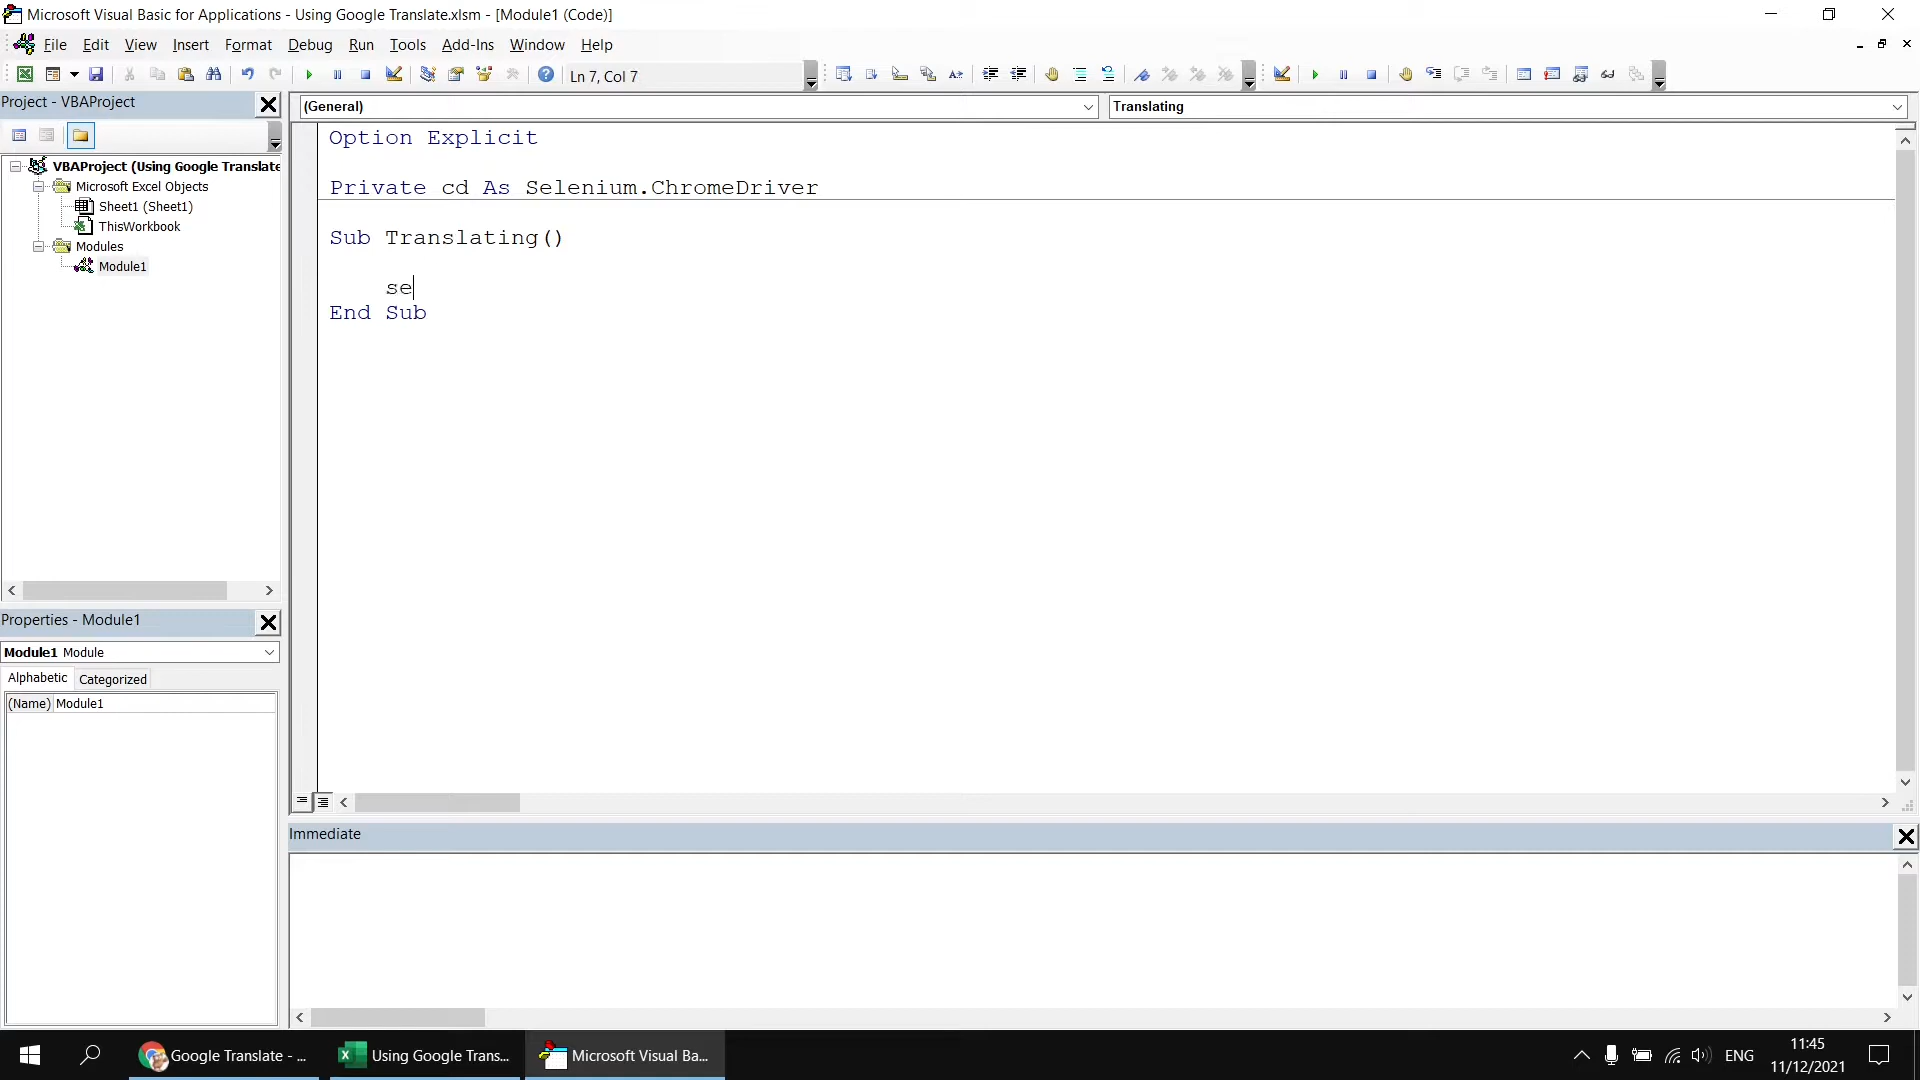 Microsoft Visual Basic for Applications - Using Google Translate.xlsm - [Module1 (Code)]
File Edit View Insert Format Debug Run Tools Add-Ins Window Help
Ln 7, Col 7
Project - VBAProject
(General)
Translating
VBAProject (Using Google Translate
Microsoft Excel Objects
Sheet1 (Sheet1)
ThisWorkbook
Modules
Module1
Option Explicit
Private cd As Selenium.ChromeDriver
Sub Translating()
se
End Sub
Properties - Module1
Module1 Module
Alphabetic Categorized
(Name) Module1
Immediate
Google Translate - ...
Using Google Trans...
Microsoft Visual Ba...
ENG
11:45
11/12/2021